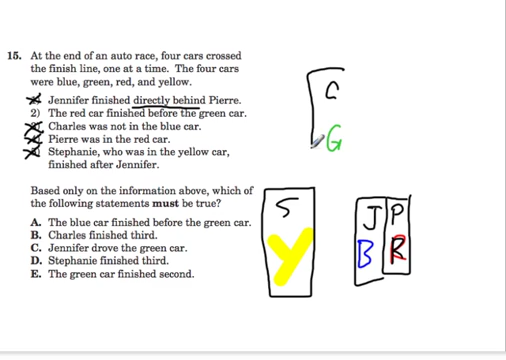 15. At the end of an auto race, four cars crossed
the finish line, one at a time. The four cars
were blue, green, red, and yellow.
Jennifer finished directly behind Pierre.
2) The red car finished before the green car.
Charles was not in the blue car.
Pierre was in the red car.
Stephanie, who was in the yellow car,
finished after Jennifer.
Based only on the information above, which of
the following statements must be true?
A. The blue car finished before the green car.
B. Charles finished third.
C. Jennifer drove the green car.
D. Stephanie finished third.
E. The green car finished second.
C
G
S
Y
J P
B R